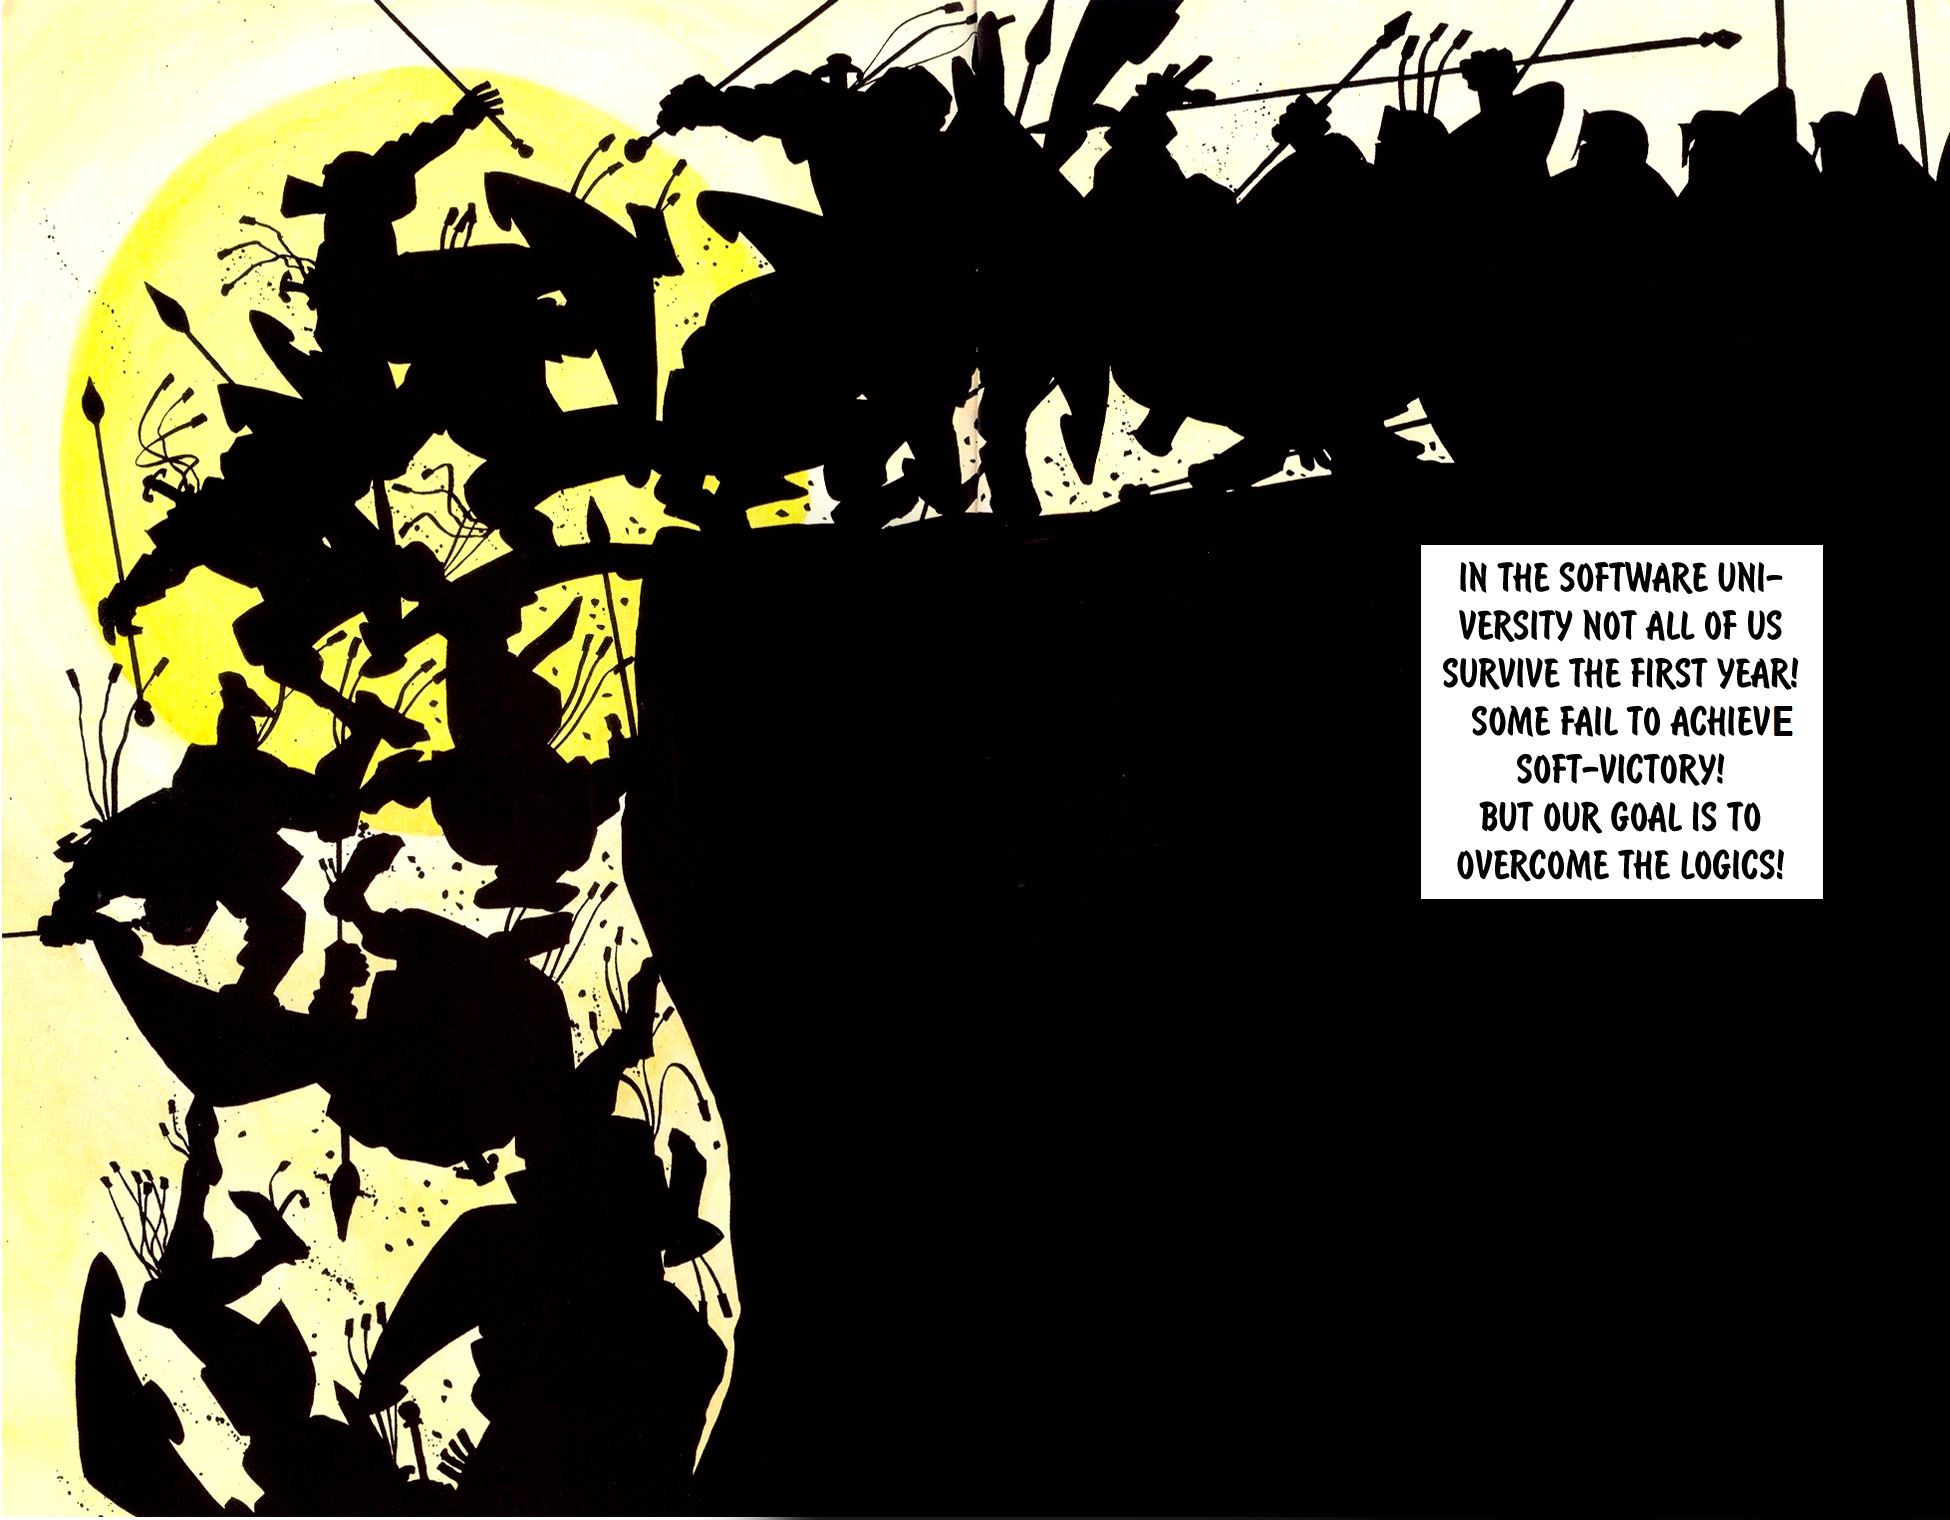 IN THE SOFTWARE UNI-
VERSITY NOT ALL OF US
SURVIVE THE FIRST YEAR!
SOME FAIL TO ACHIEVE
SOFT-VICTORY!
BUT OUR GOAL IS TO
OVERCOME THE LOGICS!